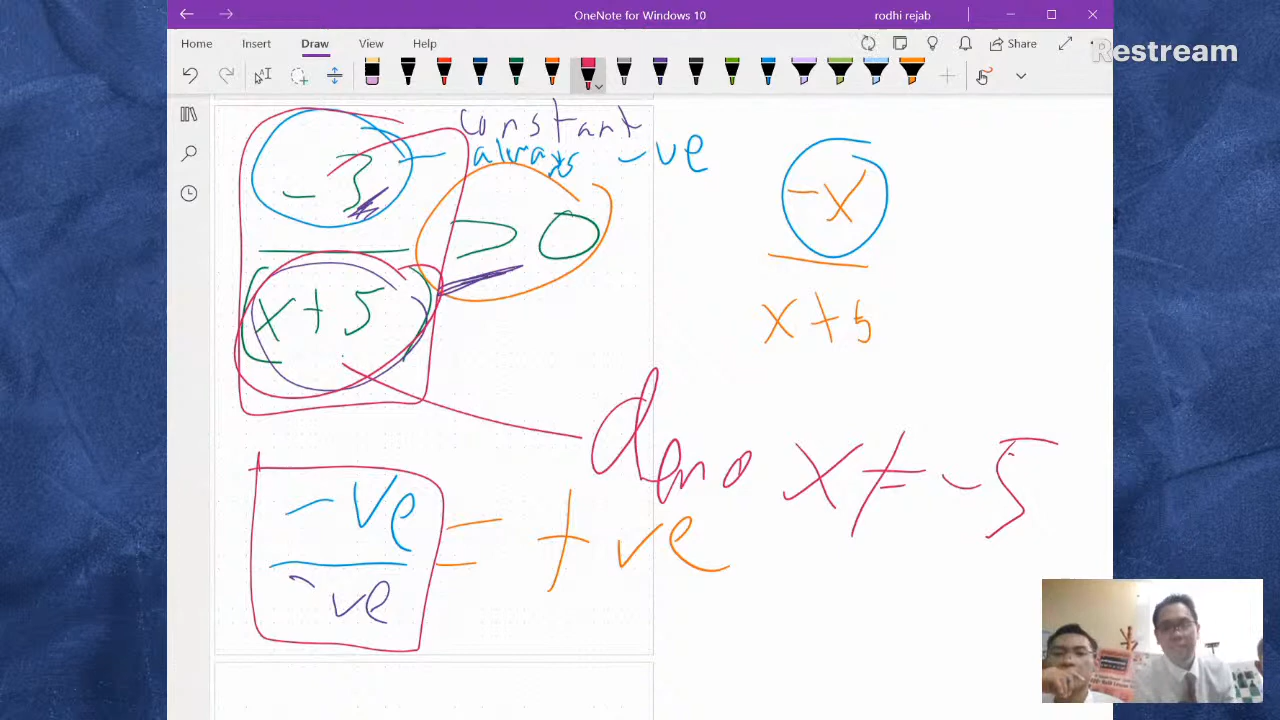 OneNote for Windows 10
rodhi rejab
Restream
Home Insert Draw View Help
Share
constant
always -ve
-3
> 0
x+5
-x
x+5
deno x ≠ -5
-ve
= +ve
-ve